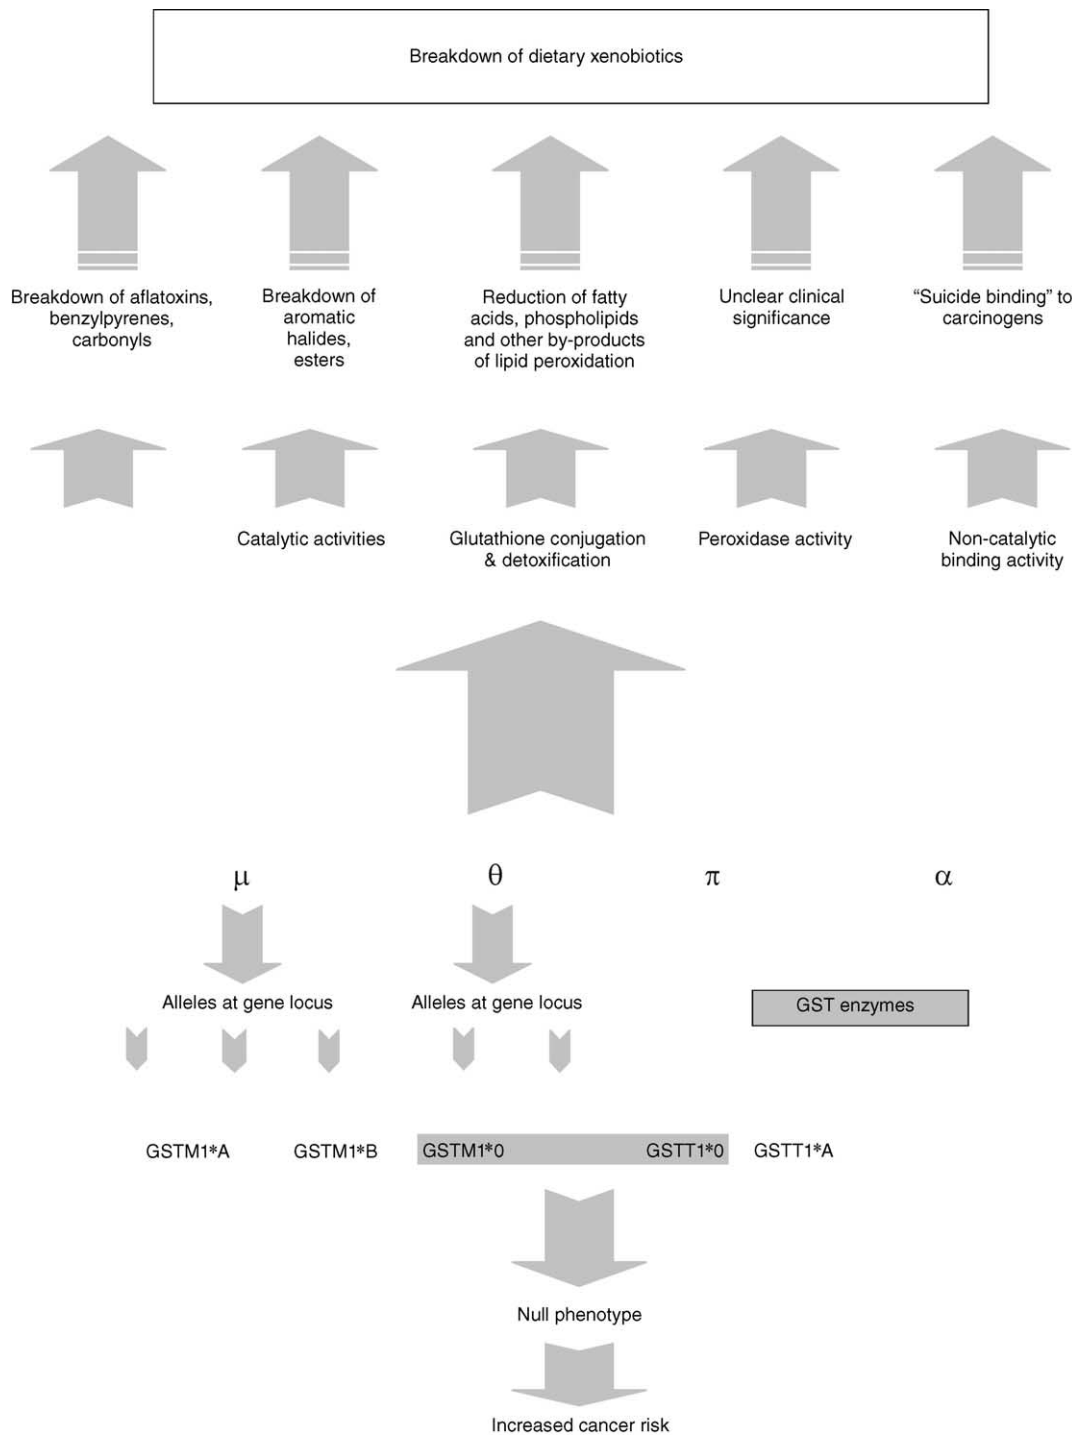 Breakdown of dietary xenobiotics
Breakdown of aflatoxins,
benzylpyrenes,
carbonyls
Breakdown of
aromatic
halides,
esters
Reduction of fatty
acids, phospholipids
and other by-products
of lipid peroxidation
Unclear clinical
significance
“Suicide binding” to
carcinogens
Catalytic activities
Glutathione conjugation
& detoxification
Peroxidase activity
Non-catalytic
binding activity
μ
θ
π
α
Alleles at gene locus
Alleles at gene locus
GST enzymes
GSTM1*A
GSTM1*B
GSTM1*0
GSTT1*0
GSTT1*A
Null phenotype
Increased cancer risk